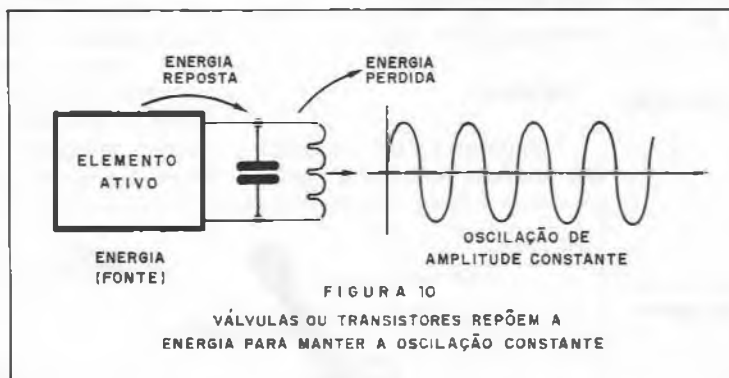 ENERGIA
REPOSTA
ENERGIA
PERDIDA
ELEMENTO
ATIVO
ENERGIA
(FONTE)
OSCILAÇÃO DE
AMPLITUDE CONSTANTE
FIGURA 10
VÁLVULAS OU TRANSISTORES REPÕEM A
ENERGIA PARA MANTER A OSCILAÇÃO CONSTANTE